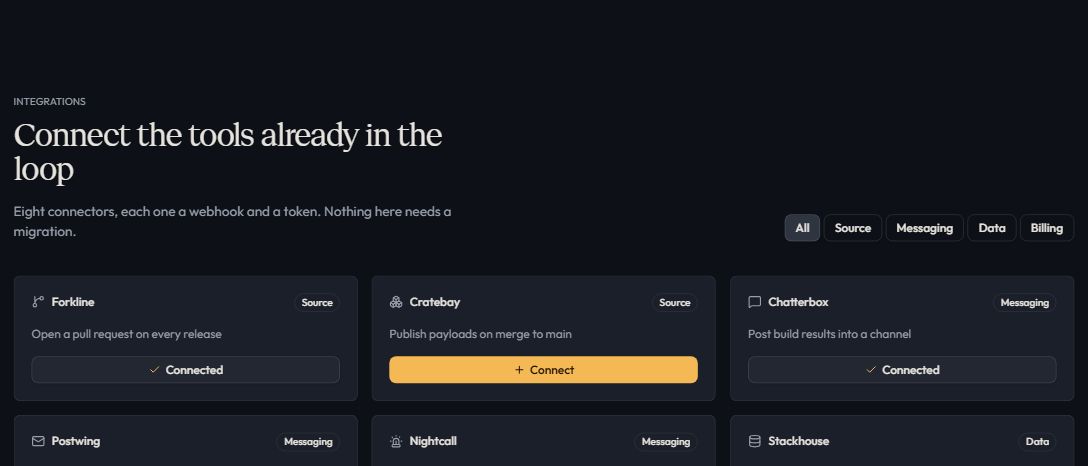 INTEGRATIONS
Connect the tools already in the
loop
Eight connectors, each one a webhook and a token. Nothing here needs a
migration.
All
Source
Messaging
Data
Billing
Forkline
Source
Open a pull request on every release
Connected
Cratebay
Source
Publish payloads on merge to main
Connect
Chatterbox
Messaging
Post build results into a channel
Connected
Postwing
Messaging
Nightcall
Messaging
Stackhouse
Data